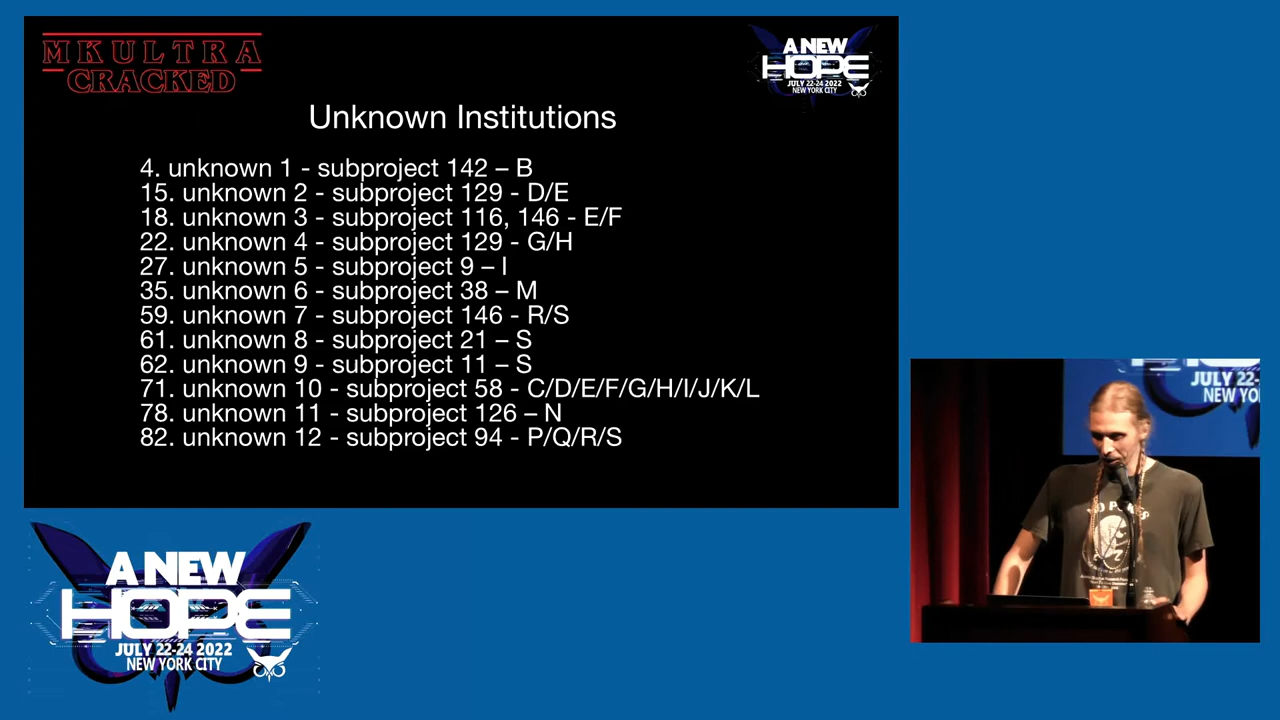 MKULTRA
CRACKED
A NEW
HOPE
JULY 22-24 2022
NEW YORK CITY
Unknown Institutions
4. unknown 1 - subproject 142 – B
15. unknown 2 - subproject 129 - D/E
18. unknown 3 - subproject 116, 146 - E/F
22. unknown 4 - subproject 129 - G/H
27. unknown 5 - subproject 9 – I
35. unknown 6 - subproject 38 – M
59. unknown 7 - subproject 146 - R/S
61. unknown 8 - subproject 21 – S
62. unknown 9 - subproject 11 – S
71. unknown 10 - subproject 58 - C/D/E/F/G/H/I/J/K/L
78. unknown 11 - subproject 126 – N
82. unknown 12 - subproject 94 - P/Q/R/S
JULY 22-
NEW YO
A NEW
HOPE
JULY 22-24 2022
NEW YORK CITY